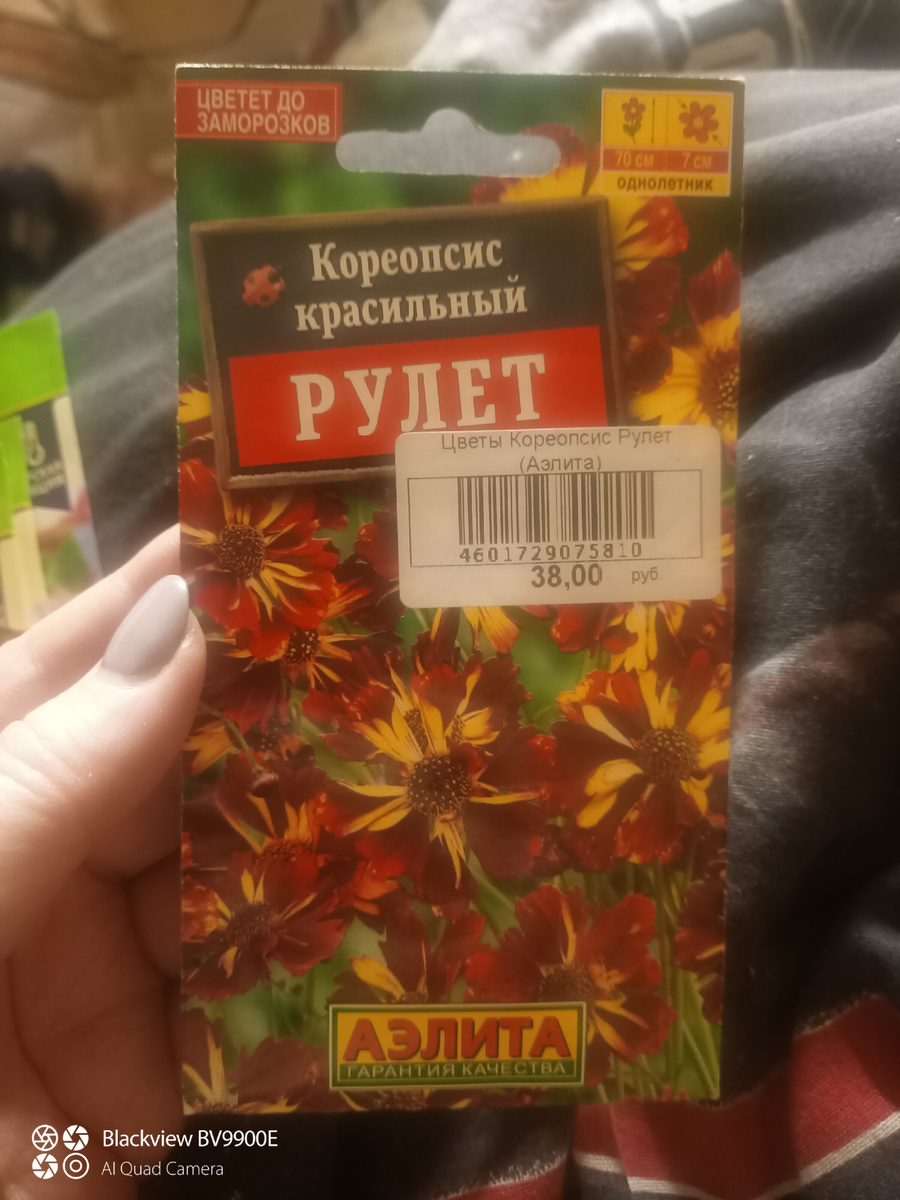 ЦВЕТЕТ ДО
ЗАМОРОЗКОВ
70 см 7 см
однолетник
Кореопсис
красильный
РУЛЕТ
Цветы Кореопсис Рулет
(Аэлита)
4601729075810
38,00 руб.
АЭЛИТА
ГАРАНТИЯ КАЧЕСТВА
Blackview BV9900E
AI Quad Camera